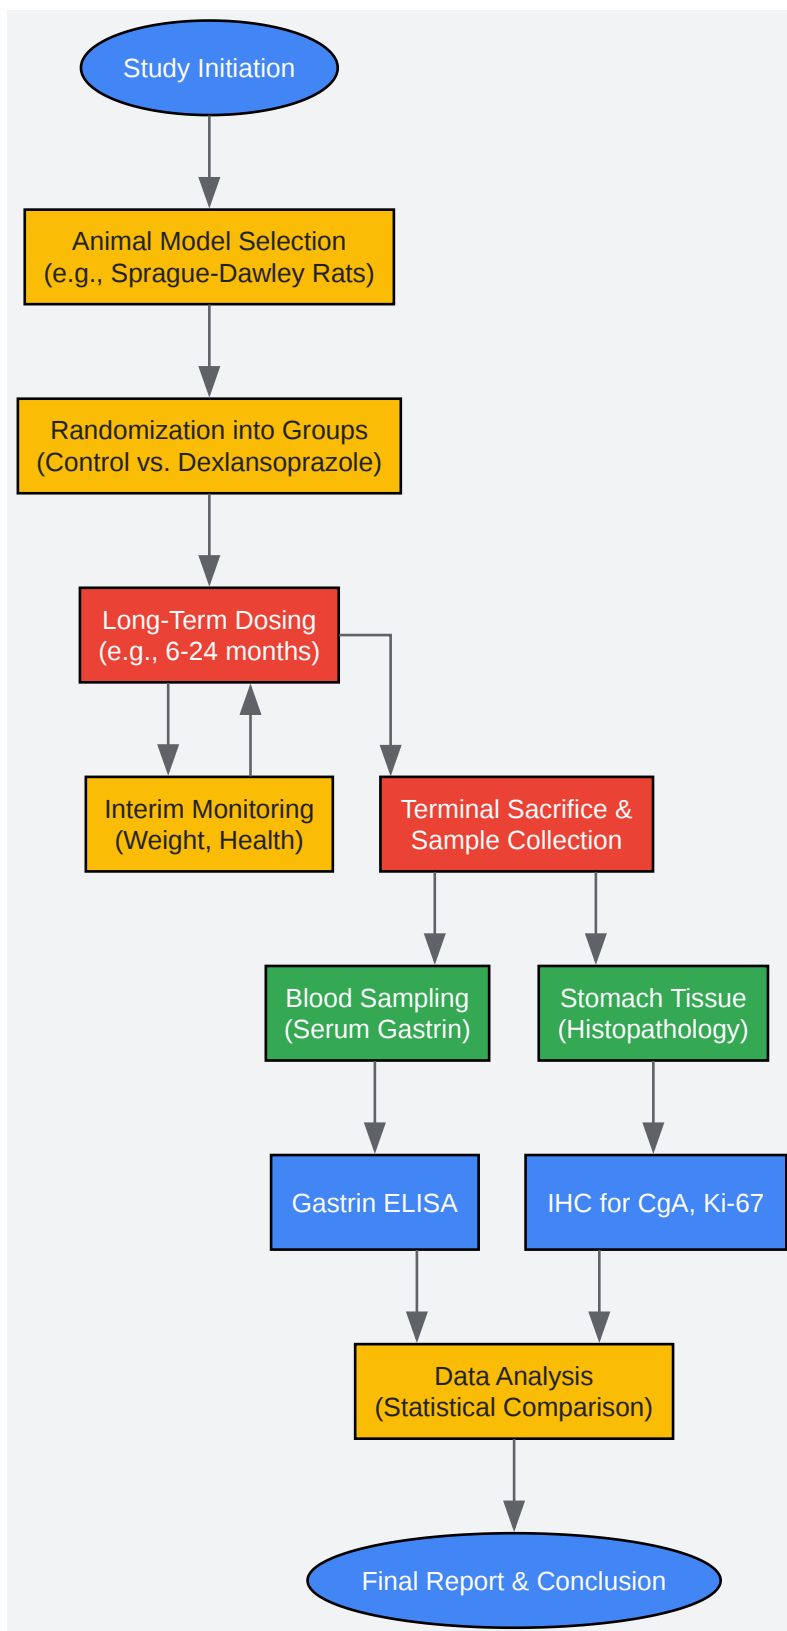 Study Initiation
Animal Model Selection
(e.g., Sprague-Dawley Rats)
Randomization into Groups
(Control vs. Dexlansoprazole)
Long-Term Dosing
(e.g., 6-24 months)
Interim Monitoring
(Weight, Health)
Terminal Sacrifice &
Sample Collection
Blood Sampling
(Serum Gastrin)
Stomach Tissue
(Histopathology)
Gastrin ELISA
IHC for CgA, Ki-67
Data Analysis
(Statistical Comparison)
Final Report & Conclusion